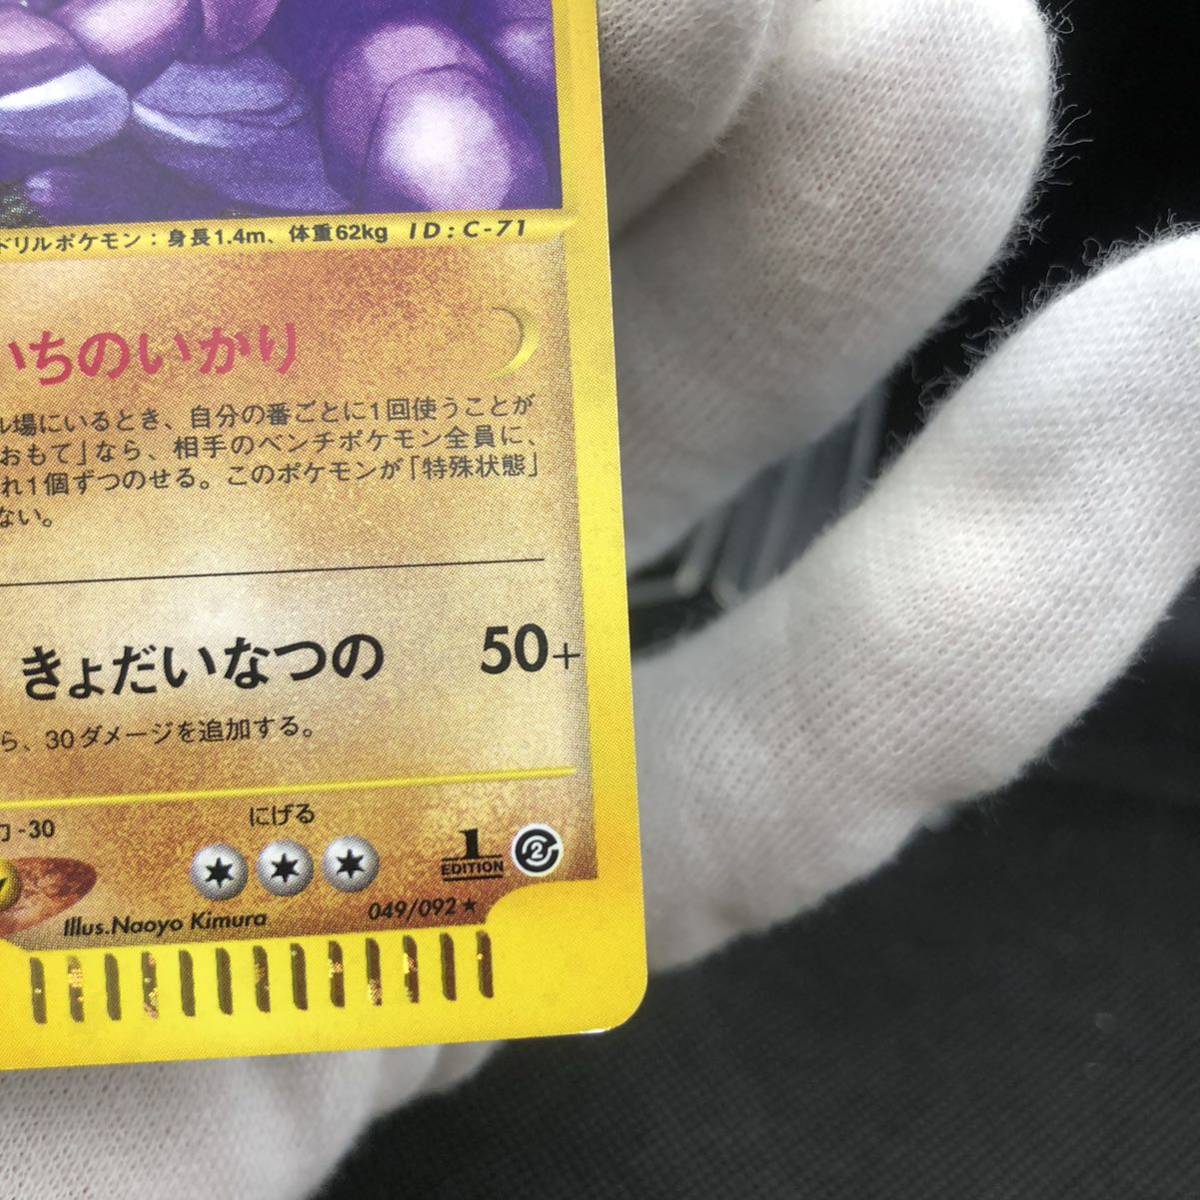 ドリルポケモン：身長1.4m、体重62kg ID：C-71
いちのいかり
ル場にいるとき、自分の番ごとに1回使うことが
おもて」なら、相手のベンチポケモン全員に、
れ1個ずつのせる。このポケモンが「特殊状態」
ない。
きょだいなつの 50+
ら、30ダメージを追加する。
-30 にげる
1 EDITION 2
Illus.Naoyo Kimura 049/092★